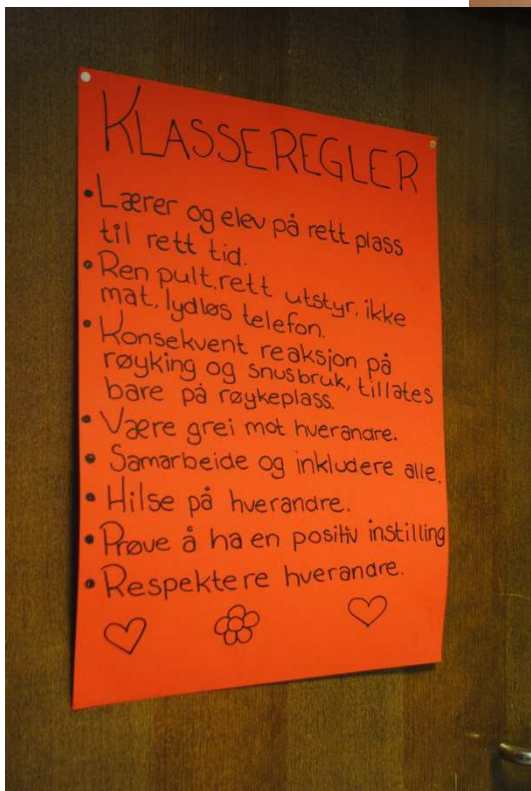 KLASSEREGLER
• Lærer og elev på rett plass
til rett tid.
• Ren pult, rett utstyr, ikke
mat, lydløs telefon.
• Konsekvent reaksjon på
røyking og snusbruk, tillates
bare på røykeplass.
• Være grei mot hverandre.
• Samarbeide og inkludere alle.
• Hilse på hverandre.
• Prøve å ha en positiv instilling
• Respektere hverandre.